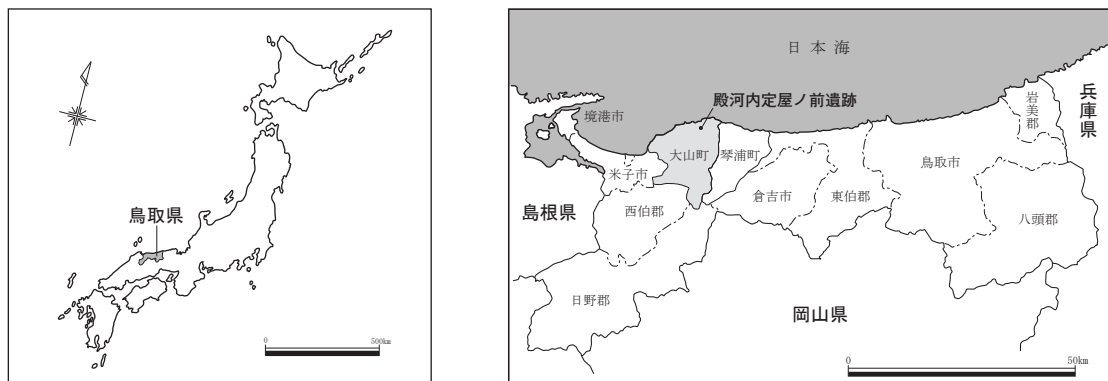 鳥取県
0
500km
日本海
殿河内定屋ノ前遺跡
境港市
大山町
琴浦町
米子市
西伯郡
倉吉市
東伯郡
鳥取市
岩美郡
八頭郡
日野郡
兵庫県
島根県
岡山県
0
50km